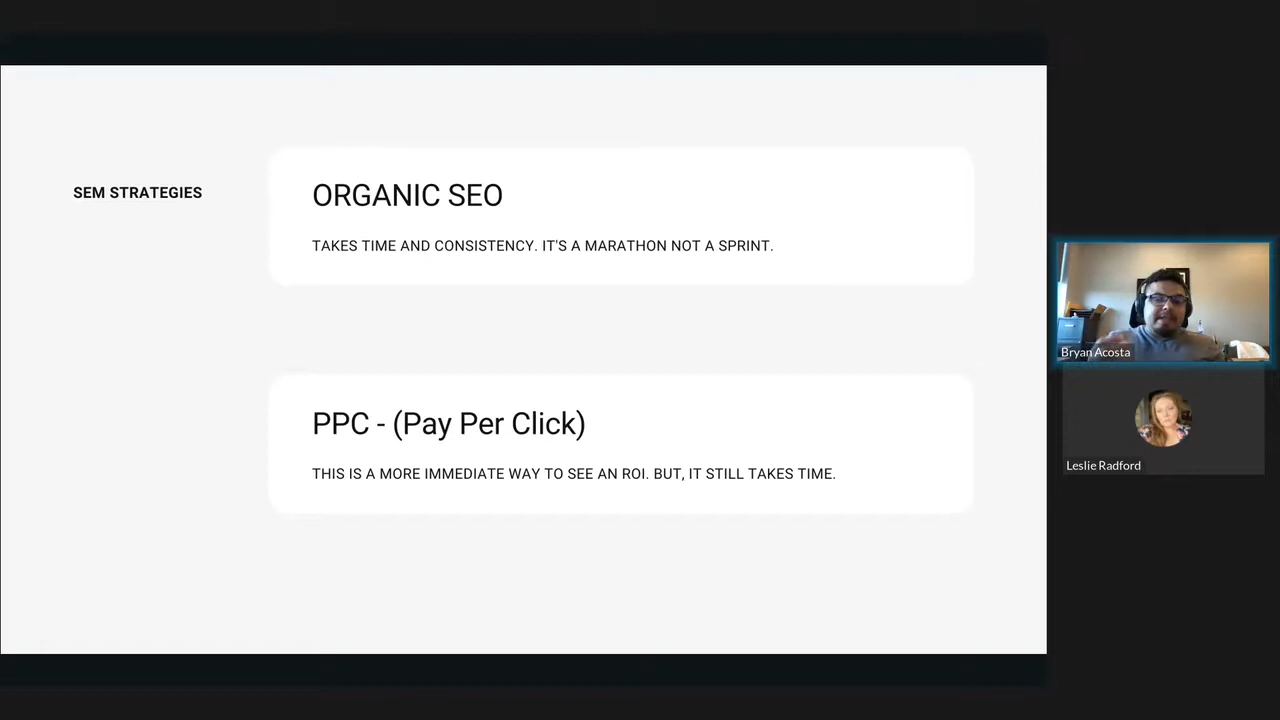 SEM STRATEGIES
ORGANIC SEO
TAKES TIME AND CONSISTENCY. IT'S A MARATHON NOT A SPRINT.
PPC - (Pay Per Click)
THIS IS A MORE IMMEDIATE WAY TO SEE AN ROI. BUT, IT STILL TAKES TIME.
Bryan Acosta
Leslie Radford